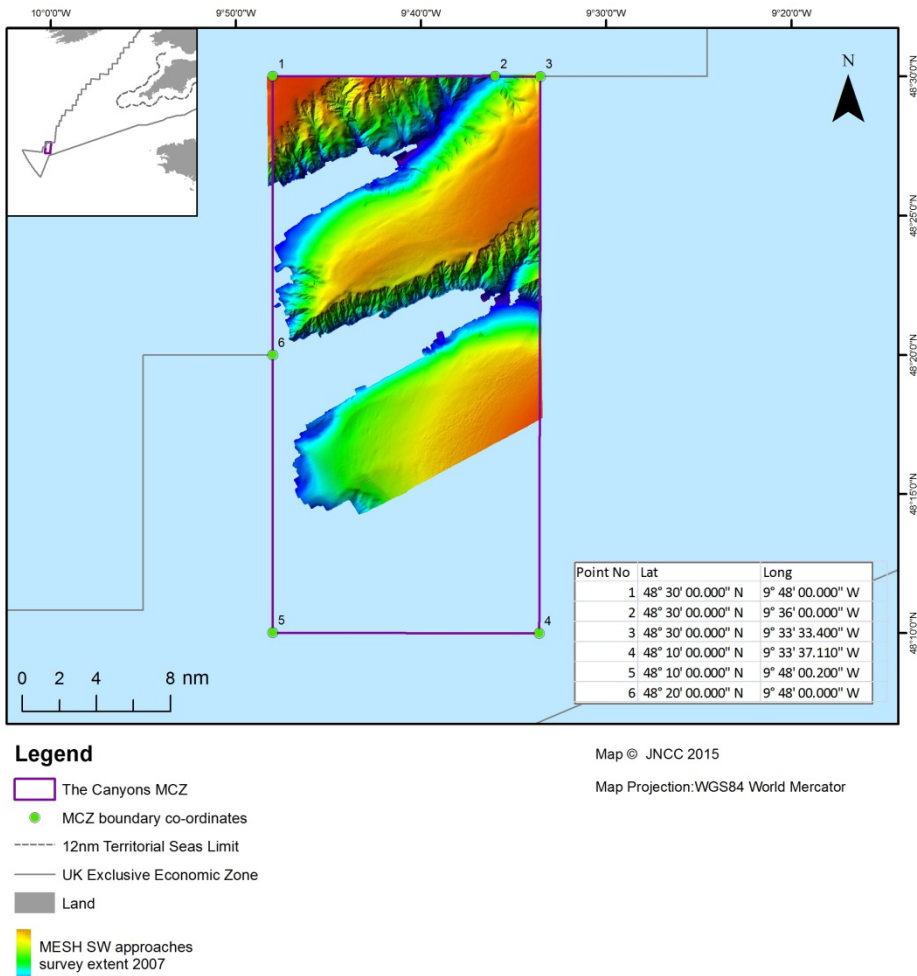 10°0'0"W 9°50'0"W 9°40'0"W 9°30'0"W 9°20'0"W
1 2 3
N
48°30'0"N
48°25'0"N
6
48°20'0"N
48°15'0"N
5 4
48°10'0"N
Point No Lat Long
1 48° 30' 00.000" N 9° 48' 00.000" W
2 48° 30' 00.000" N 9° 36' 00.000" W
3 48° 30' 00.000" N 9° 33' 33.400" W
4 48° 10' 00.000" N 9° 33' 37.110" W
5 48° 10' 00.000" N 9° 48' 00.200" W
6 48° 20' 00.000" N 9° 48' 00.000" W
0 2 4 8 nm
Legend
The Canyons MCZ
MCZ boundary co-ordinates
12nm Territorial Seas Limit
UK Exclusive Economic Zone
Land
MESH SW approaches
survey extent 2007
Map © JNCC 2015
Map Projection:WGS84 World Mercator